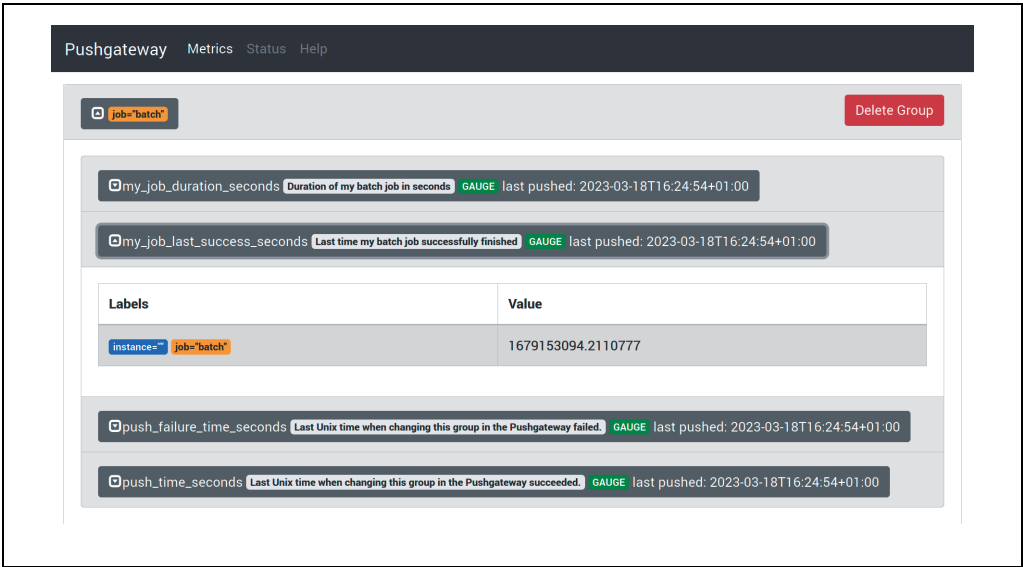 Pushgateway Metrics Status Help
job="batch" Delete Group
my_job_duration_seconds Duration of my batch job in seconds GAUGE last pushed: 2023-03-18T16:24:54+01:00
my_job_last_success_seconds Last time my batch job successfully finished GAUGE last pushed: 2023-03-18T16:24:54+01:00
Labels Value
instance="" job="batch" 1679153094.2110777
push_failure_time_seconds Last Unix time when changing this group in the Pushgateway failed. GAUGE last pushed: 2023-03-18T16:24:54+01:00
push_time_seconds Last Unix time when changing this group in the Pushgateway succeeded. GAUGE last pushed: 2023-03-18T16:24:54+01:00